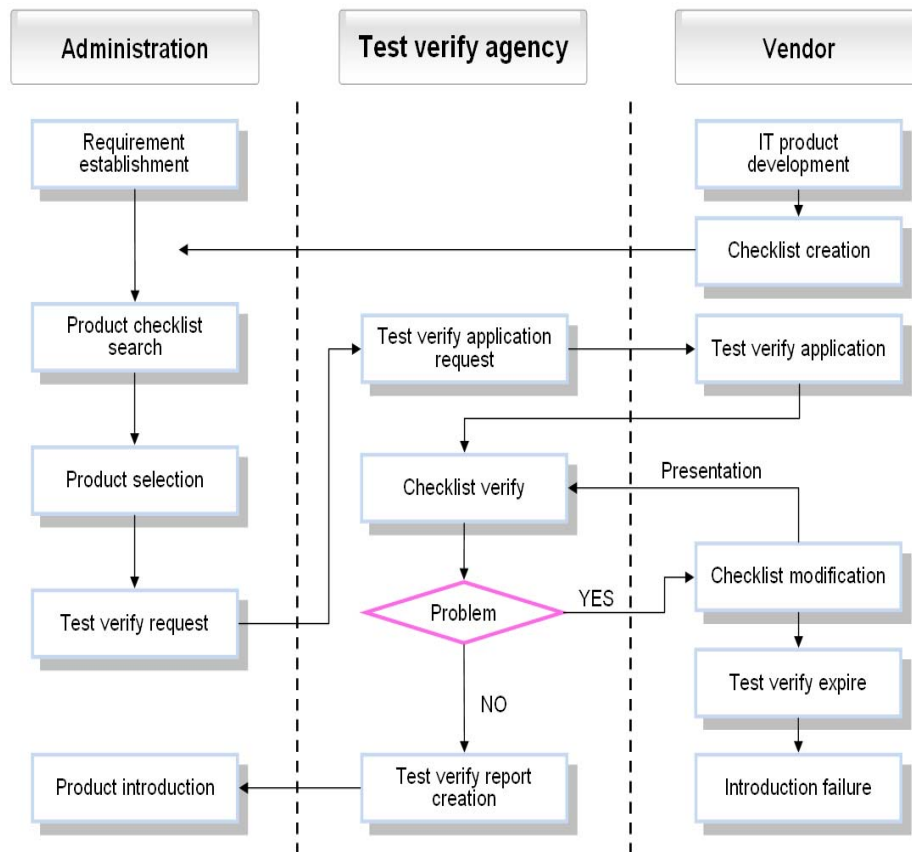 Administration
Test verify agency
Vendor
Requirement
establishment
IT product
development
Checklist creation
Product checklist
search
Test verify application
request
Test verify application
Product selection
Checklist verify
Presentation
Test verify request
Problem
YES
Checklist modification
NO
Test verify expire
Product introduction
Test verify report
creation
Introduction failure